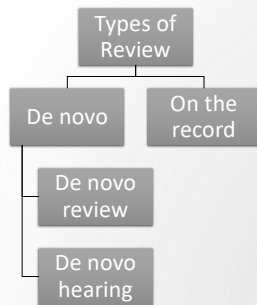 Types of
Review
De novo
On the
record
De novo
review
De novo
hearing